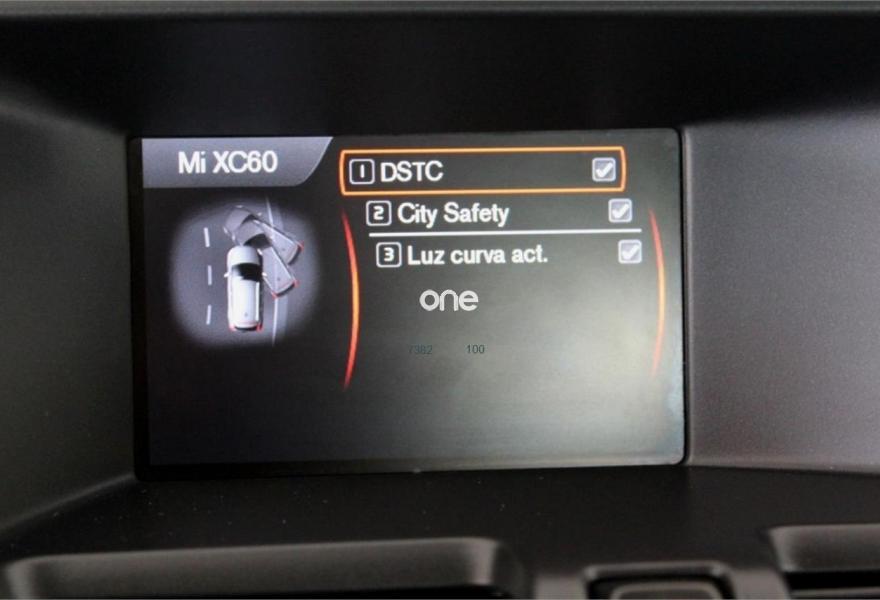 Mi XC60
1 DSTC
2 City Safety
3 Luz curva act.
one
7382 100